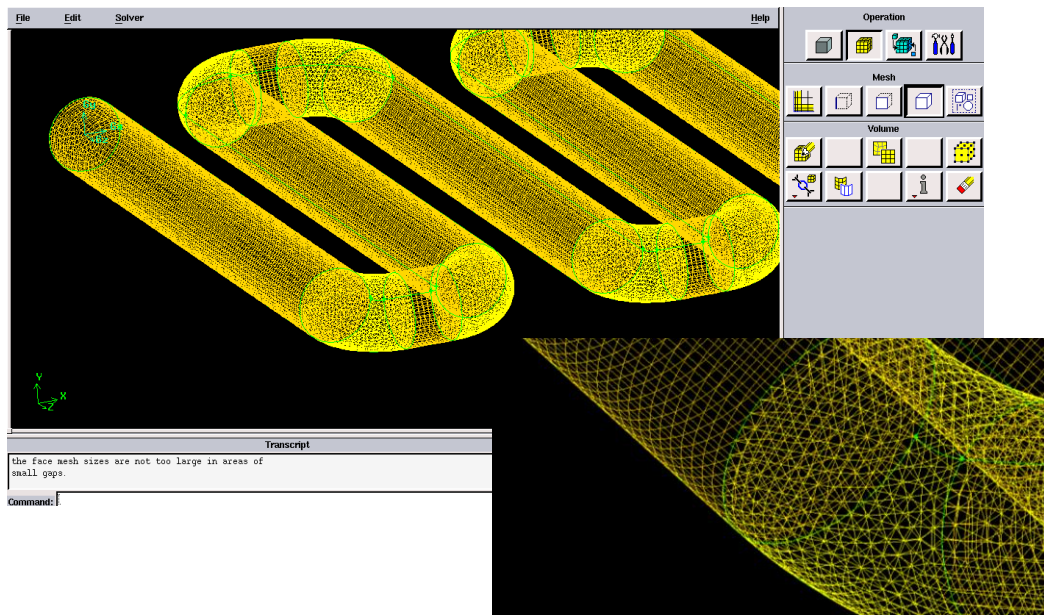 File Edit Solver Help
Operation
Mesh
Volume
Y
X
Z
Transcript
the face mesh sizes are not too large in areas of
small gaps.
Command: